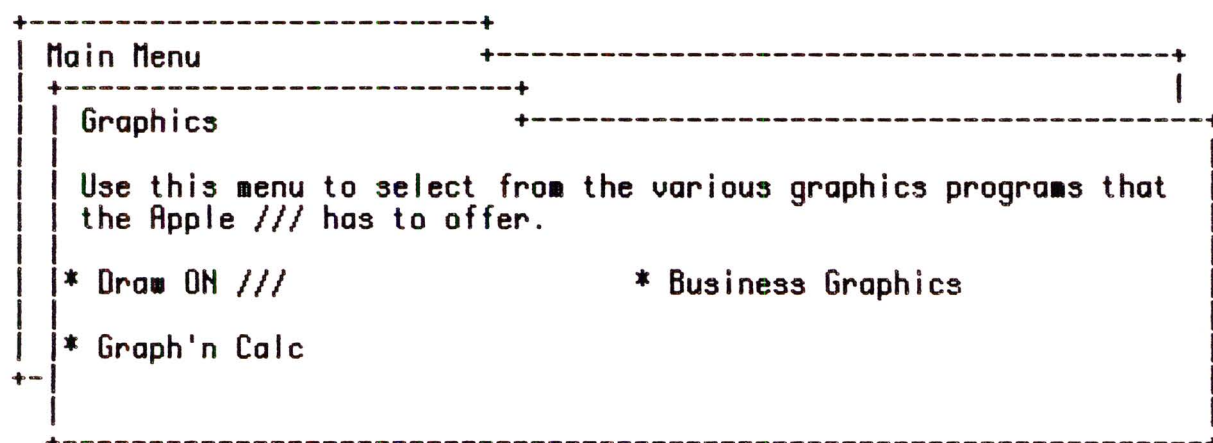 Main Menu
Graphics
Use this menu to select from the various graphics programs that
the Apple /// has to offer.
* Draw ON /// * Business Graphics
* Graph'n Calc